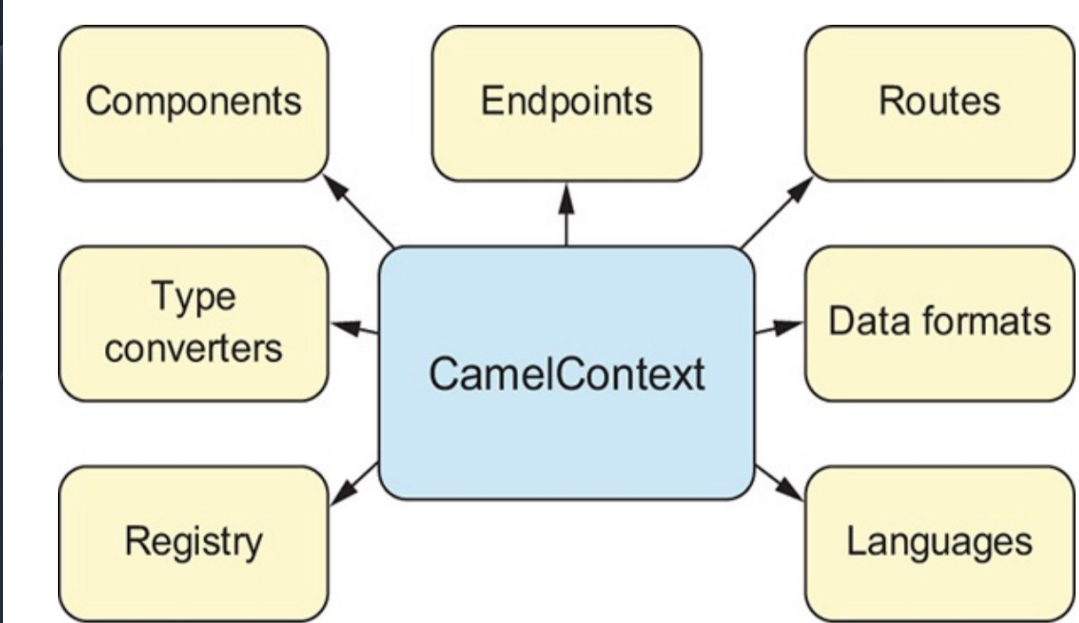 Components
Endpoints
Routes
Type
converters
CamelContext
Data formats
Registry
Languages